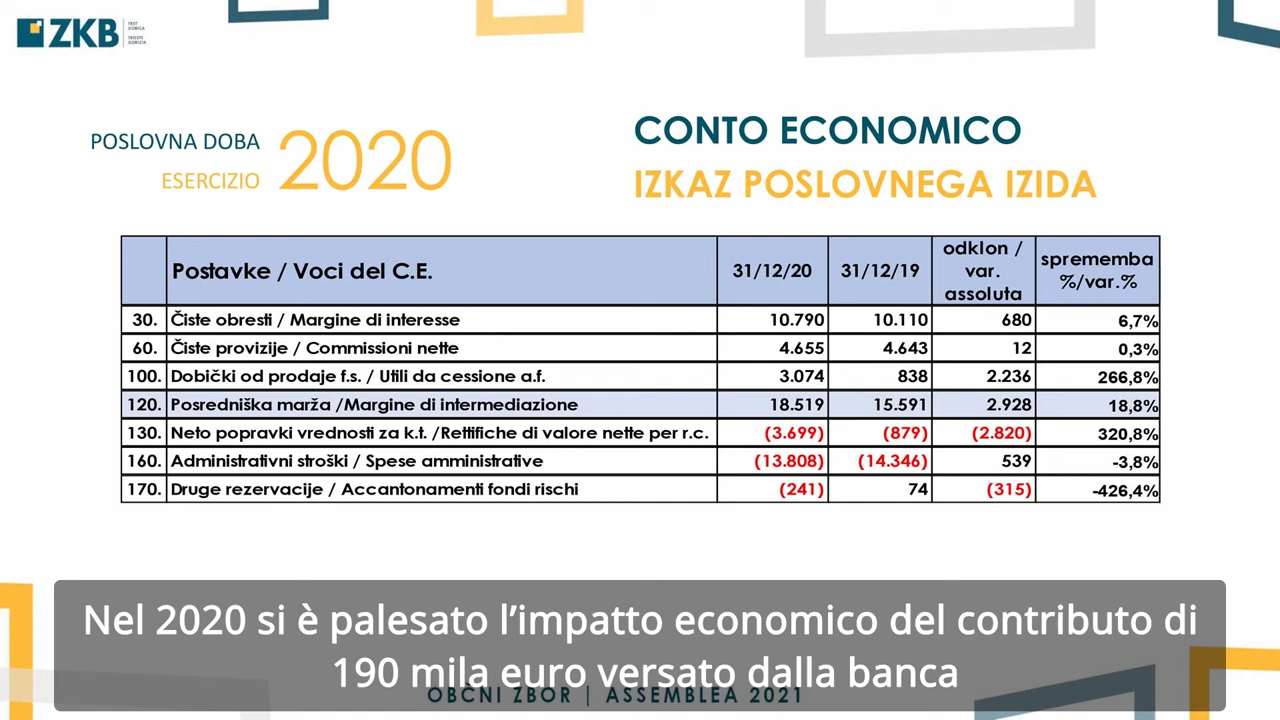 ZKB TRST GORICA TRIESTE GORIZIA
POSLOVNA DOBA
ESERCIZIO
2020
CONTO ECONOMICO
IZKAZ POSLOVNEGA IZIDA
Postavke / Voci del C.E. 31/12/20 31/12/19 odklon / var. assoluta sprememba %/var.%
30. Čiste obresti / Margine di interesse 10.790 10.110 680 6,7%
60. Čiste provizije / Commissioni nette 4.655 4.643 12 0,3%
100. Dobički od prodaje f.s. / Utili da cessione a.f. 3.074 838 2.236 266,8%
120. Posredniška marža /Margine di intermediazione 18.519 15.591 2.928 18,8%
130. Neto popravki vrednosti za k.t. /Rettifiche di valore nette per r.c. (3.699) (879) (2.820) 320,8%
160. Administrativni stroški / Spese amministrative (13.808) (14.346) 539 -3,8%
170. Druge rezervacije / Accantonamenti fondi rischi (241) 74 (315) -426,4%
Nel 2020 si è palesato l’impatto economico del contributo di
190 mila euro versato dalla banca
OBČNI ZBOR | ASSEMBLEA 2021